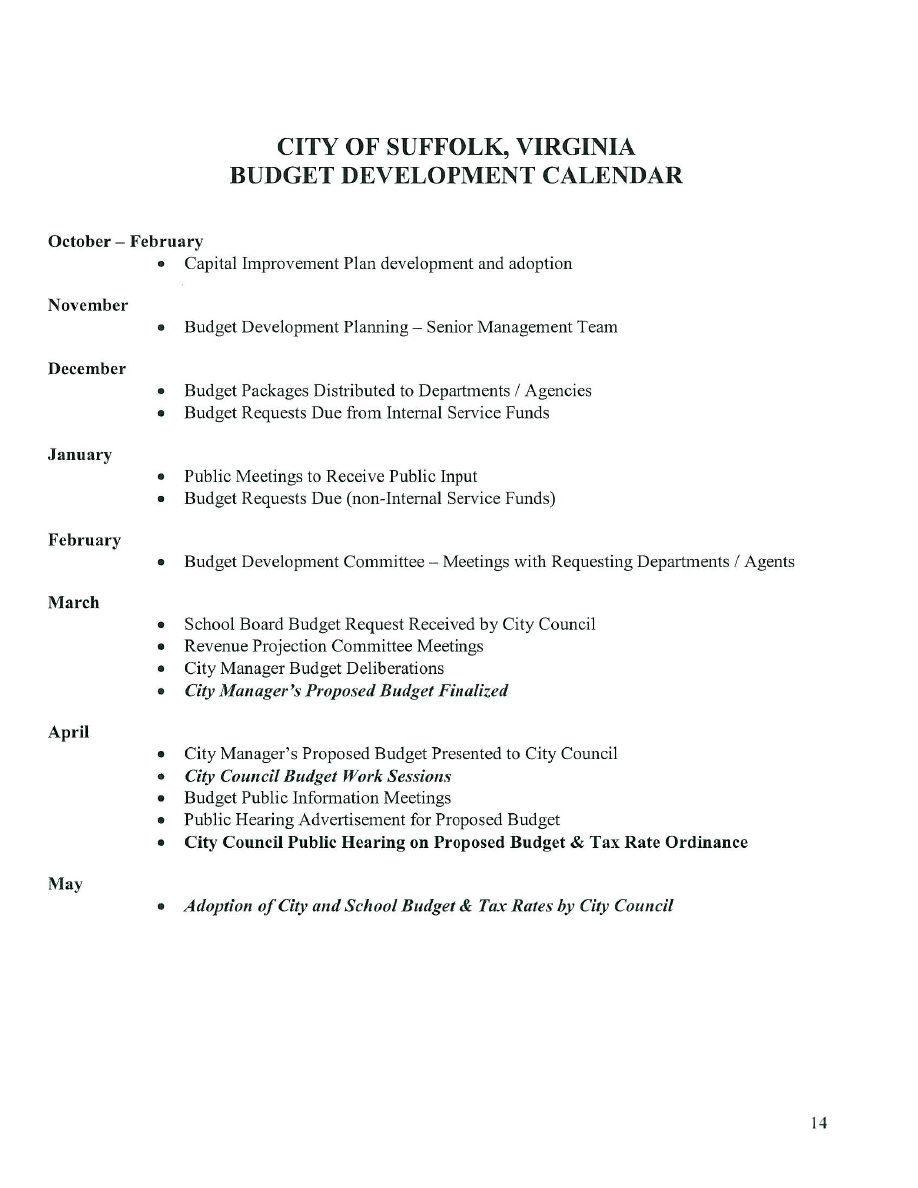 CITY OF SUFFOLK, VIRGINIA
BUDGET DEVELOPMENT CALENDAR
October – February
• Capital Improvement Plan development and adoption
November
• Budget Development Planning – Senior Management Team
December
• Budget Packages Distributed to Departments / Agencies
• Budget Requests Due from Internal Service Funds
January
• Public Meetings to Receive Public Input
• Budget Requests Due (non-Internal Service Funds)
February
• Budget Development Committee – Meetings with Requesting Departments / Agents
March
• School Board Budget Request Received by City Council
• Revenue Projection Committee Meetings
• City Manager Budget Deliberations
• City Manager's Proposed Budget Finalized
April
• City Manager's Proposed Budget Presented to City Council
• City Council Budget Work Sessions
• Budget Public Information Meetings
• Public Hearing Advertisement for Proposed Budget
• City Council Public Hearing on Proposed Budget & Tax Rate Ordinance
May
• Adoption of City and School Budget & Tax Rates by City Council
14